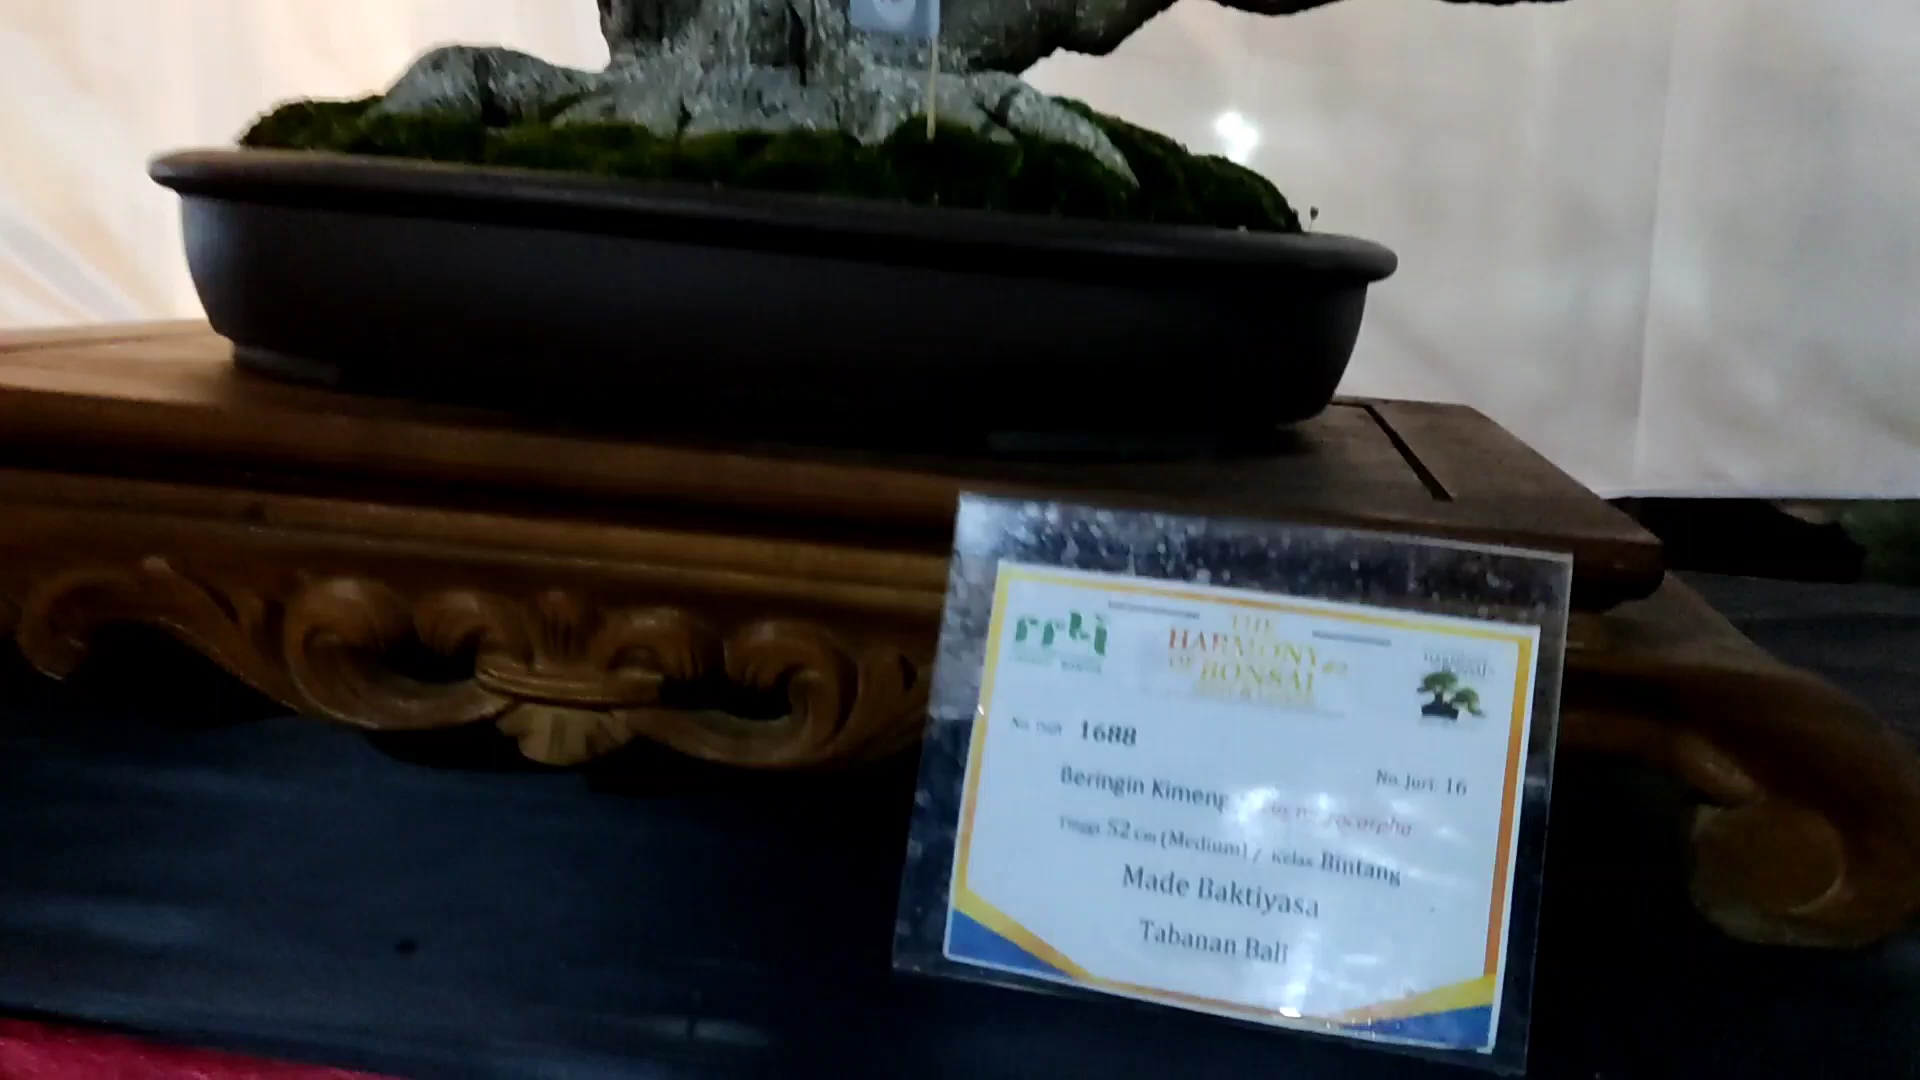 THE
HARMONY
OF BONSAI
1688
No. Juri: 16
Beringin Kimeng
Tinggi 52 Cm (Medium) / Kelas Bintang
Made Baktiyasa
Tabanan Bali